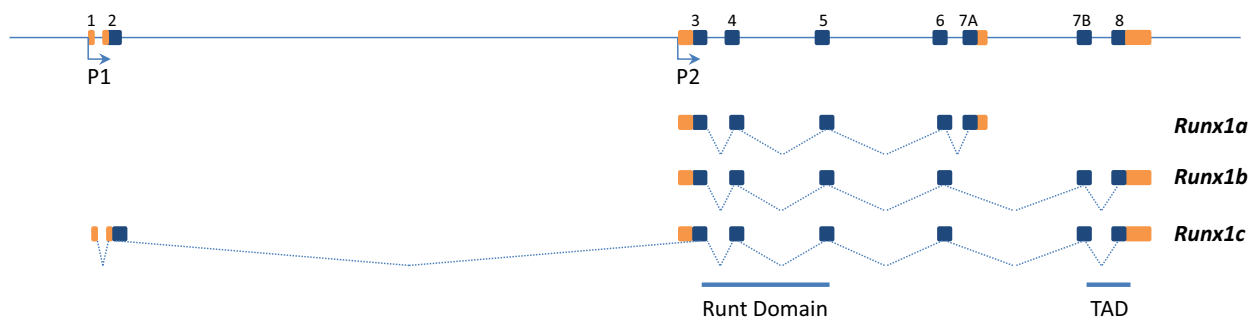 1 2 3 4 5 6 7A 7B 8
P1 P2
Runx1a
Runx1b
Runx1c
Runt Domain TAD